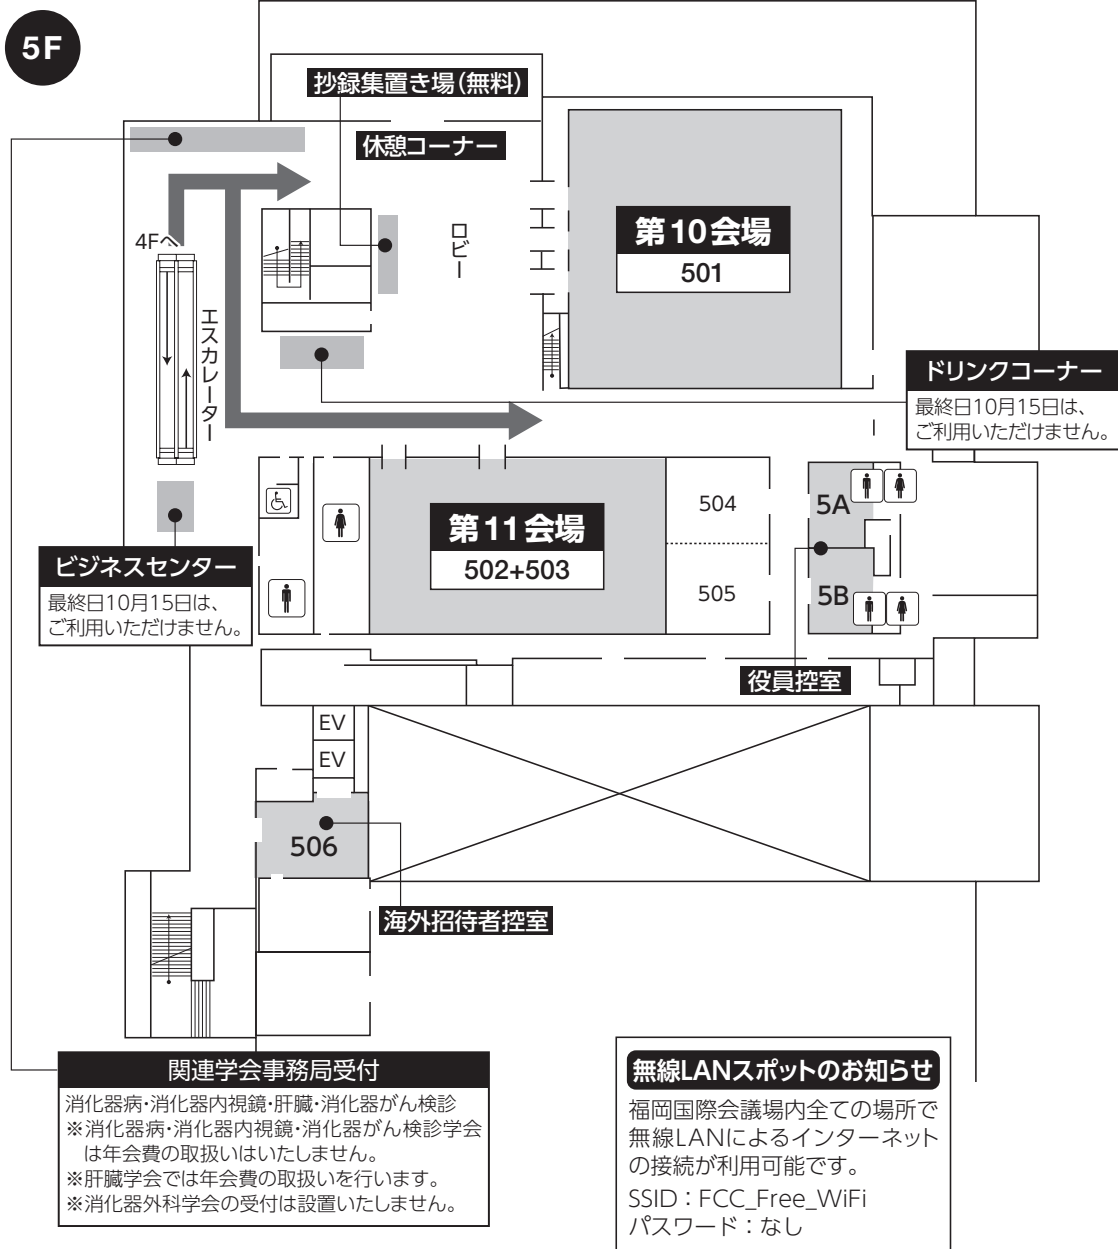 5F
抄録集置き場(無料)
休憩コーナー
ロビー
第10会場
501
4Fへ
エスカレーター
ドリンクコーナー
最終日10月15日は、
ご利用いただけません。
第11会場
502+503
504
505
5A
5B
ビジネスセンター
最終日10月15日は、
ご利用いただけません。
役員控室
EV
EV
506
海外招待者控室
関連学会事務局受付
消化器病・消化器内視鏡・肝臓・消化器がん検診
※消化器病・消化器内視鏡・消化器がん検診学会
は年会費の取扱いはいたしません。
※肝臓学会では年会費の取扱いを行います。
※消化器外科学会の受付は設置いたしません。
無線LANスポットのお知らせ
福岡国際会議場内全ての場所で
無線LANによるインターネット
の接続が利用可能です。
SSID：FCC_Free_WiFi
パスワード：なし